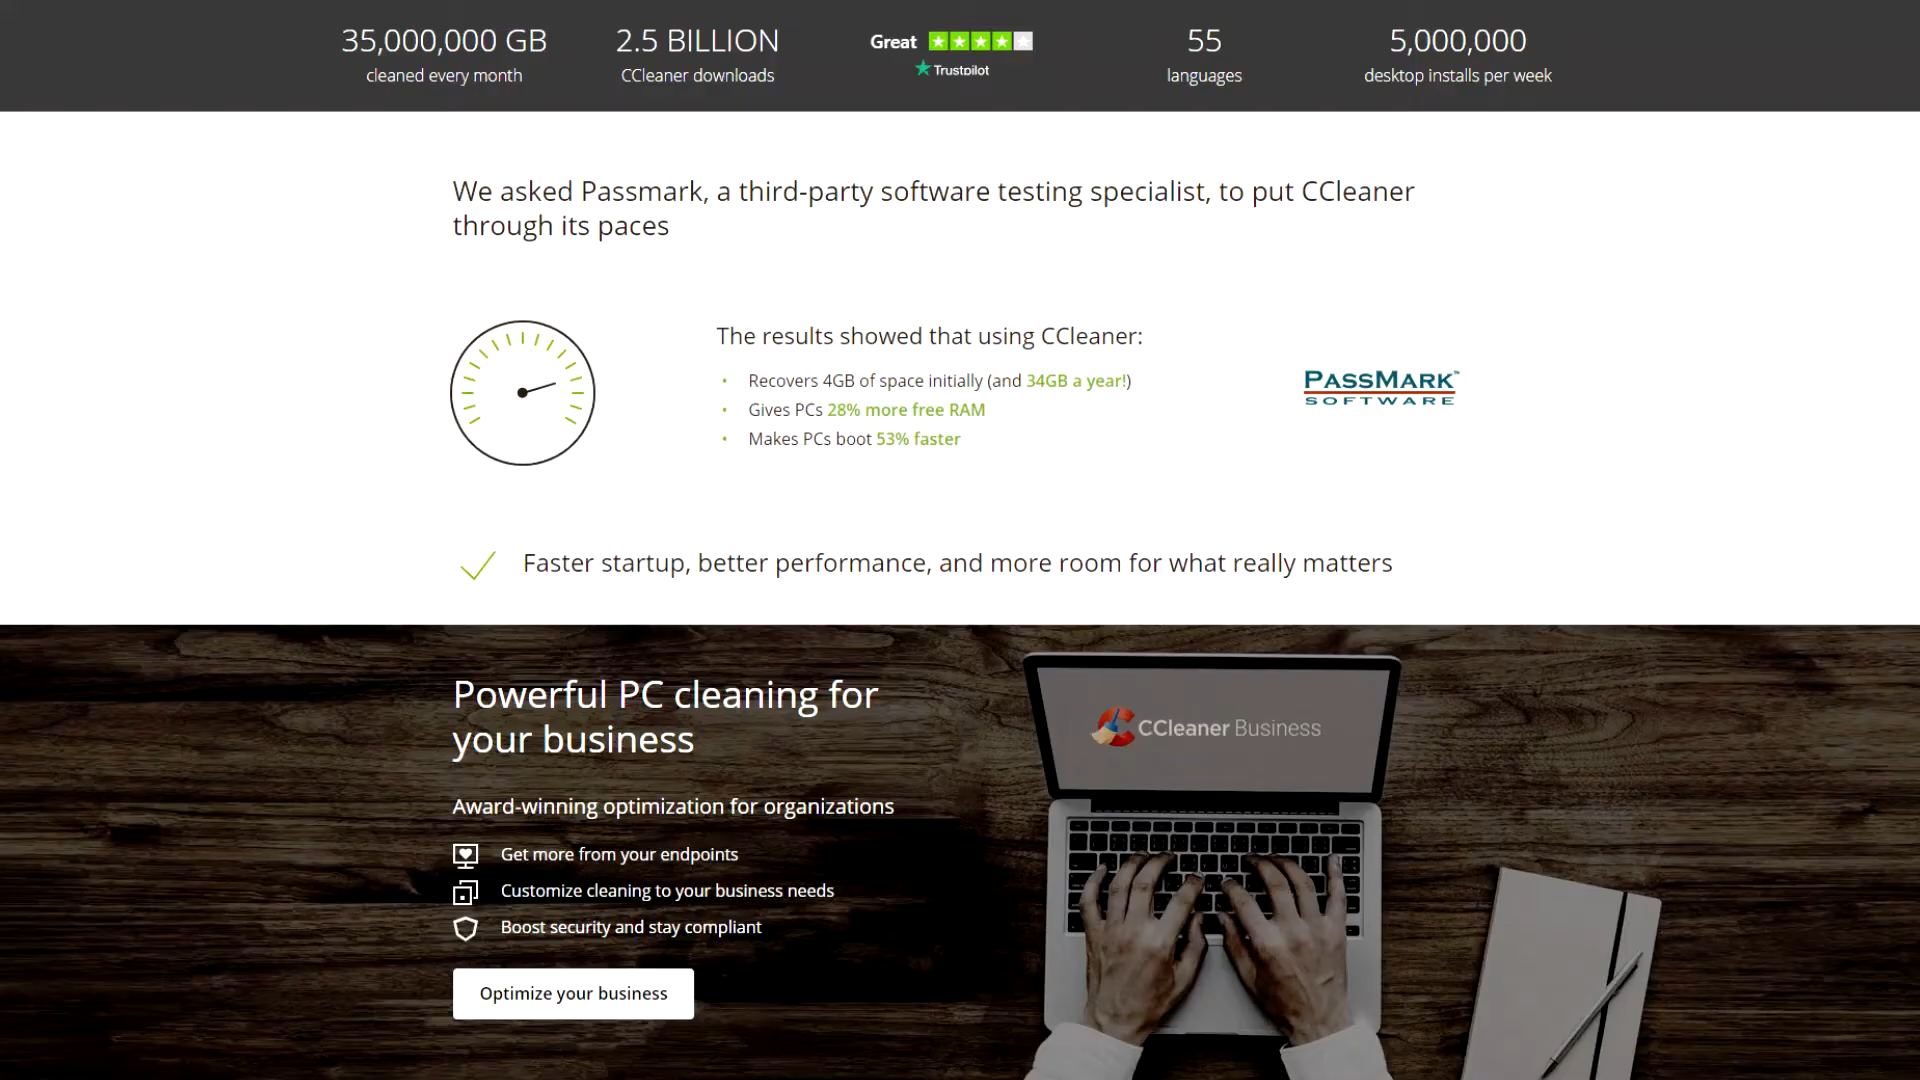 35,000,000 GB
cleaned every month
2.5 BILLION
CCleaner downloads
Great
Trustpilot
55
languages
5,000,000
desktop installs per week
We asked Passmark, a third-party software testing specialist, to put CCleaner
through its paces
The results showed that using CCleaner:
• Recovers 4GB of space initially (and 34GB a year!)
• Gives PCs 28% more free RAM
• Makes PCs boot 53% faster
PASSMARK™
SOFTWARE
Faster startup, better performance, and more room for what really matters
Powerful PC cleaning for
your business
Award-winning optimization for organizations
Get more from your endpoints
Customize cleaning to your business needs
Boost security and stay compliant
Optimize your business
CCleaner Business